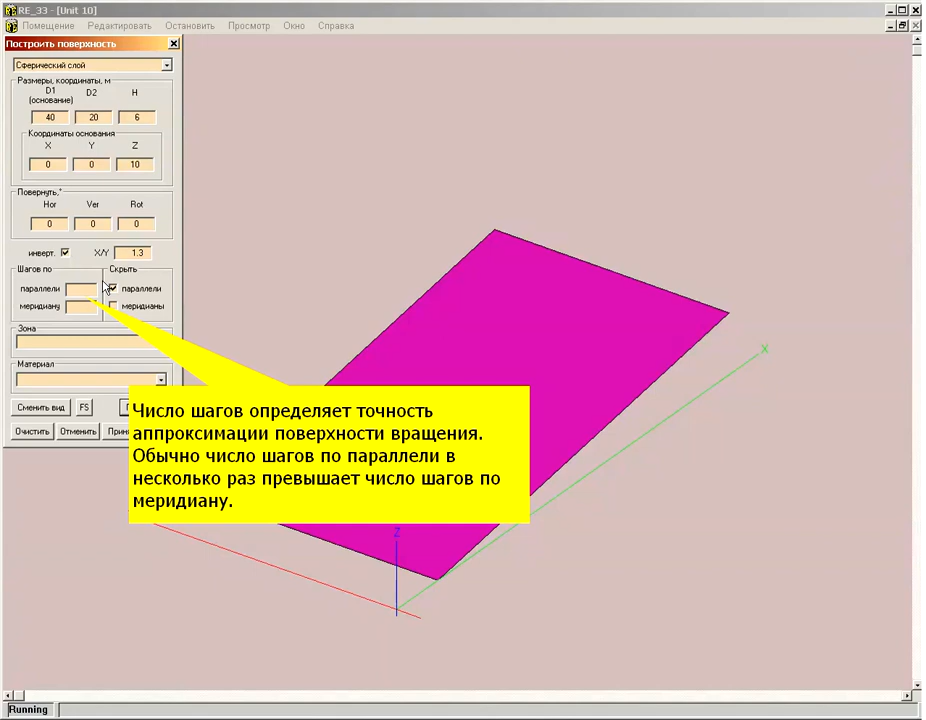 RE_33 - [Unit 10]
Помещение Редактировать Остановить Просмотр Окно Справка
Построить поверхность
Сферический слой
Размеры, координаты, м
D1 D2 H
(основание)
40 20 6
Координаты основания
X Y Z
0 0 10
Повернуть,°
Hor Ver Rot
0 0 0
инверт. X/Y 1.3
Шагов по Скрыть
параллели параллели
меридиану меридианы
Зона
Материал
Сменить вид FS
Очистить Отменить
Число шагов определяет точность
аппроксимации поверхности вращения.
Обычно число шагов по параллели в
несколько раз превышает число шагов по
меридиану.
X
Z
Running